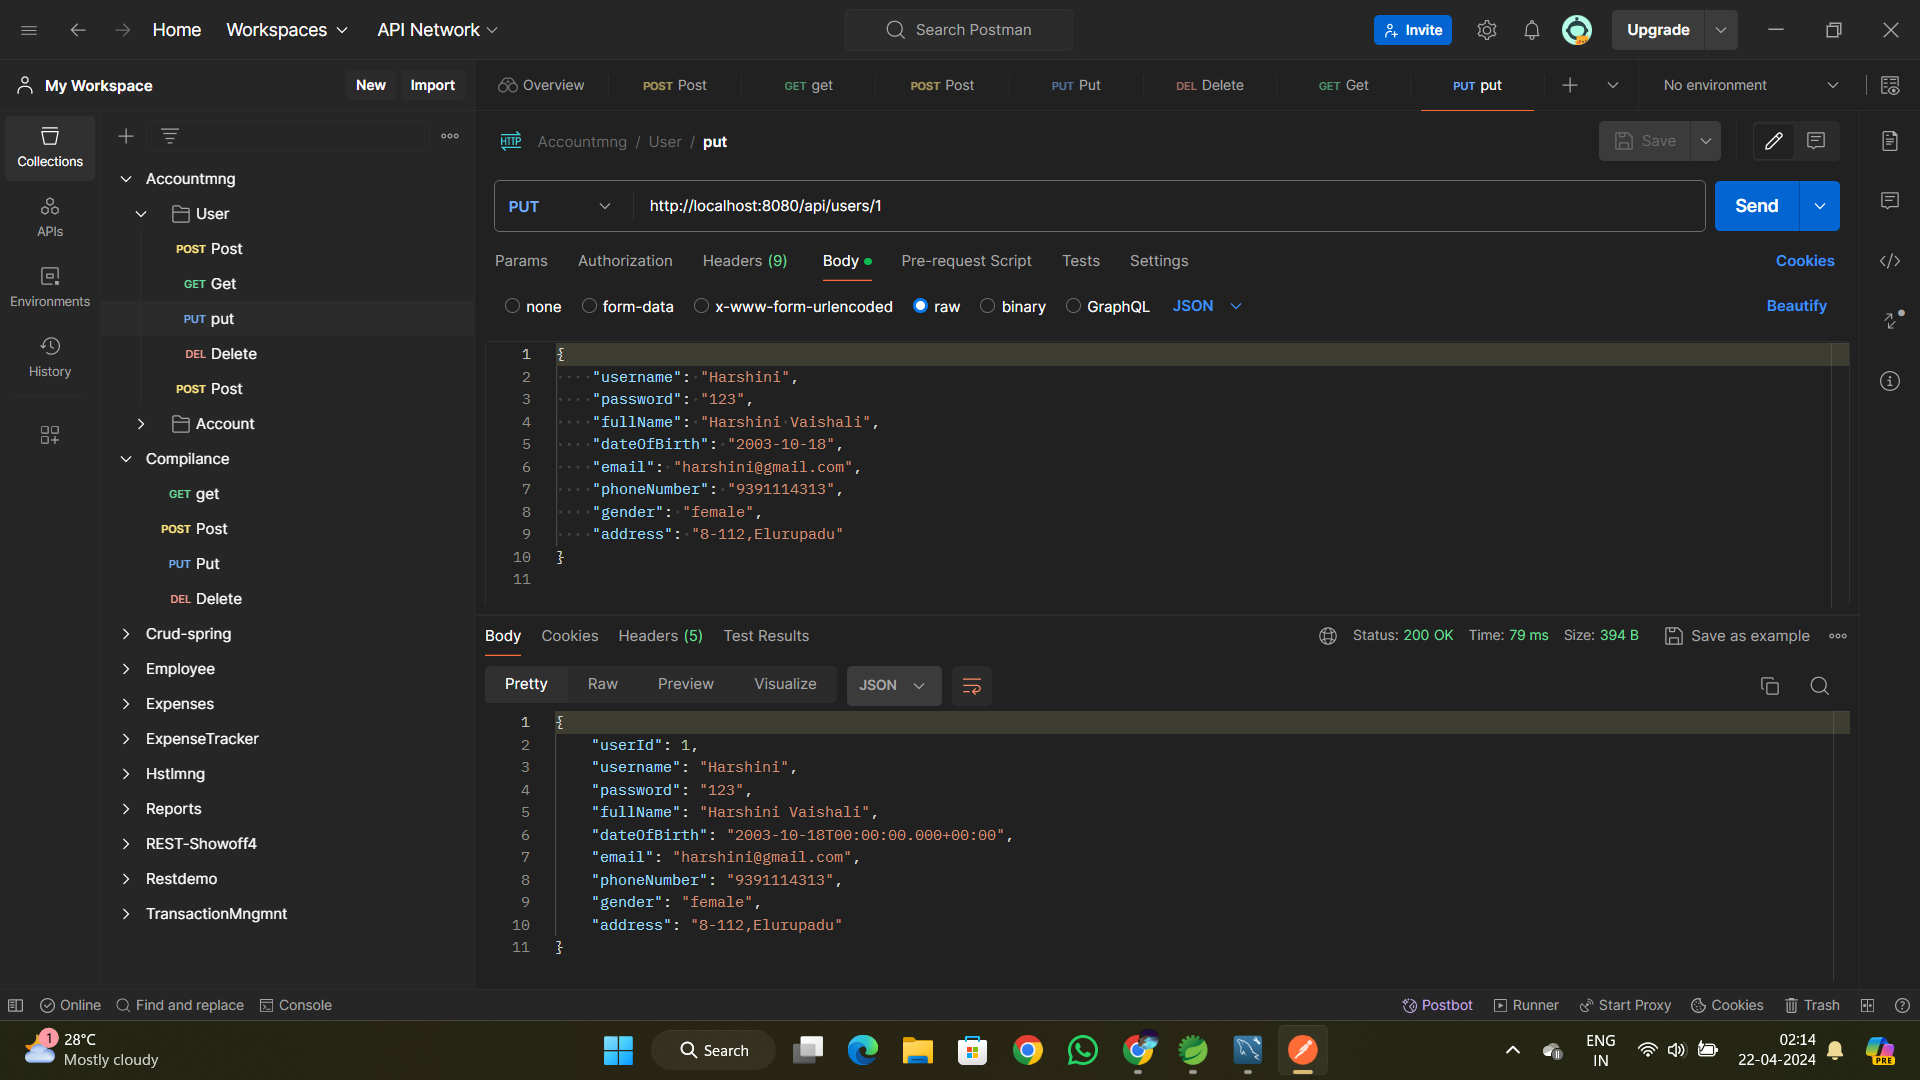 Home Workspaces API Network Search Postman Invite Upgrade
My Workspace New Import Overview POST Post GET get POST Post PUT Put DEL Delete GET Get PUT put No environment
Collections
APIs
Environments
History
Accountmng
User
POST Post
GET Get
PUT put
DEL Delete
POST Post
Account
Compilance
GET get
POST Post
PUT Put
DEL Delete
Crud-spring
Employee
Expenses
ExpenseTracker
Hstlmng
Reports
REST-Showoff4
Restdemo
TransactionMngmnt
HTTP Accountmng / User / put Save
PUT http://localhost:8080/api/users/1 Send
Params Authorization Headers (9) Body Pre-request Script Tests Settings Cookies
none form-data x-www-form-urlencoded raw binary GraphQL JSON Beautify
1 {
2 "username": "Harshini",
3 "password": "123",
4 "fullName": "Harshini Vaishali",
5 "dateOfBirth": "2003-10-18",
6 "email": "harshini@gmail.com",
7 "phoneNumber": "9391114313",
8 "gender": "female",
9 "address": "8-112,Elurupadu"
10 }
11
Body Cookies Headers (5) Test Results Status: 200 OK Time: 79 ms Size: 394 B Save as example
Pretty Raw Preview Visualize JSON
1 {
2 "userId": 1,
3 "username": "Harshini",
4 "password": "123",
5 "fullName": "Harshini Vaishali",
6 "dateOfBirth": "2003-10-18T00:00:00.000+00:00",
7 "email": "harshini@gmail.com",
8 "phoneNumber": "9391114313",
9 "gender": "female",
10 "address": "8-112,Elurupadu"
11 }
Online Find and replace Console Postbot Runner Start Proxy Cookies Trash
1 28°C
Mostly cloudy
Search
PRE
ENG
IN
02:14
22-04-2024